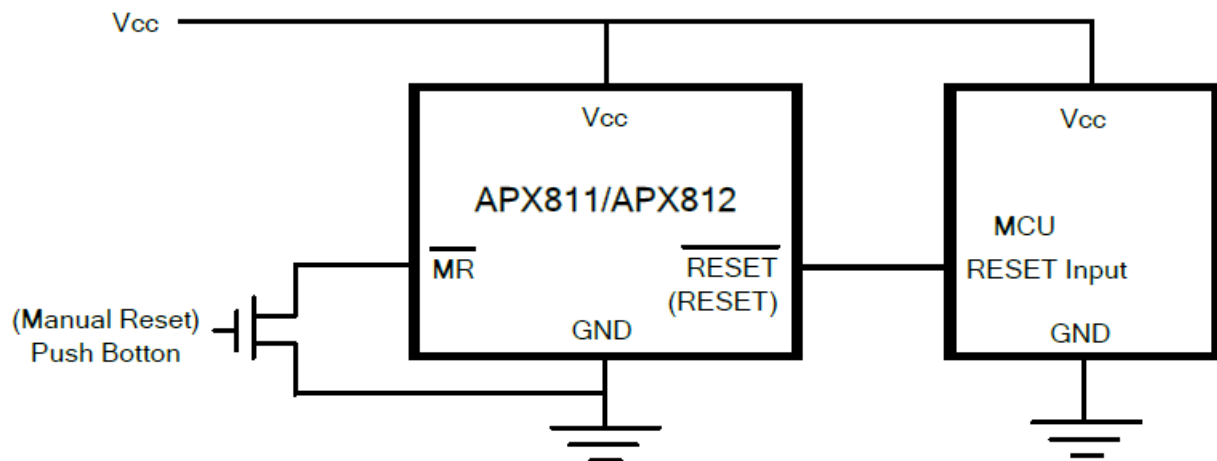 Vcc
Vcc
APX811/APX812
MR
RESET
(RESET)
GND
(Manual Reset)
Push Botton
Vcc
MCU
RESET Input
GND